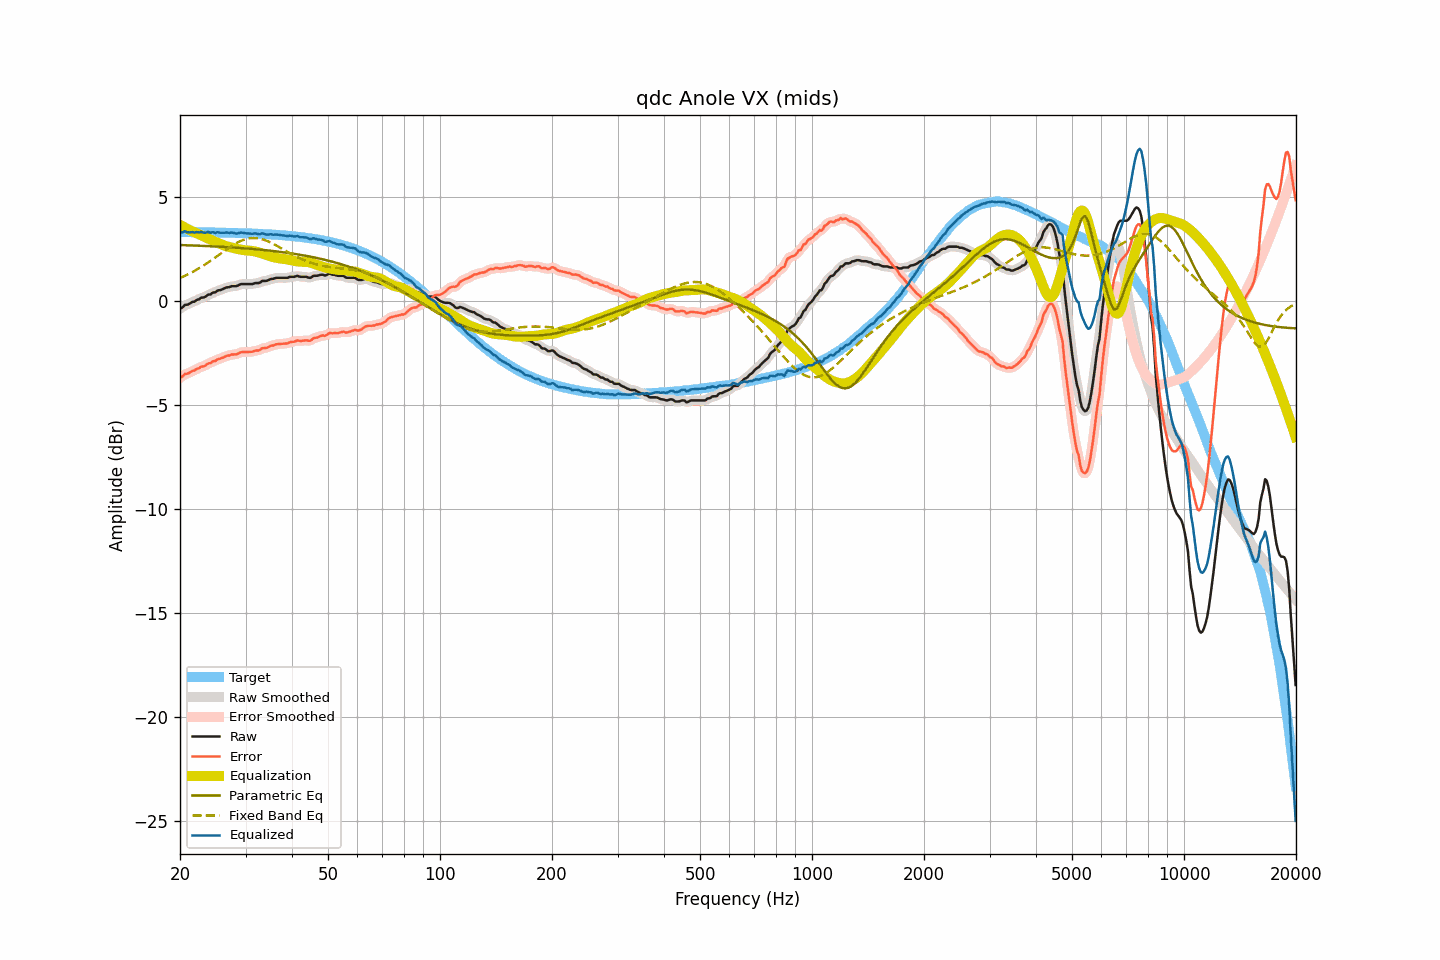 qdc Anole VX (mids)
Amplitude (dBr)
5
0
−5
−10
−15
−20
−25
Target
Raw Smoothed
Error Smoothed
Raw
Error
Equalization
Parametric Eq
Fixed Band Eq
Equalized
20 50 100 200 500 1000 2000 5000 10000 20000
Frequency (Hz)